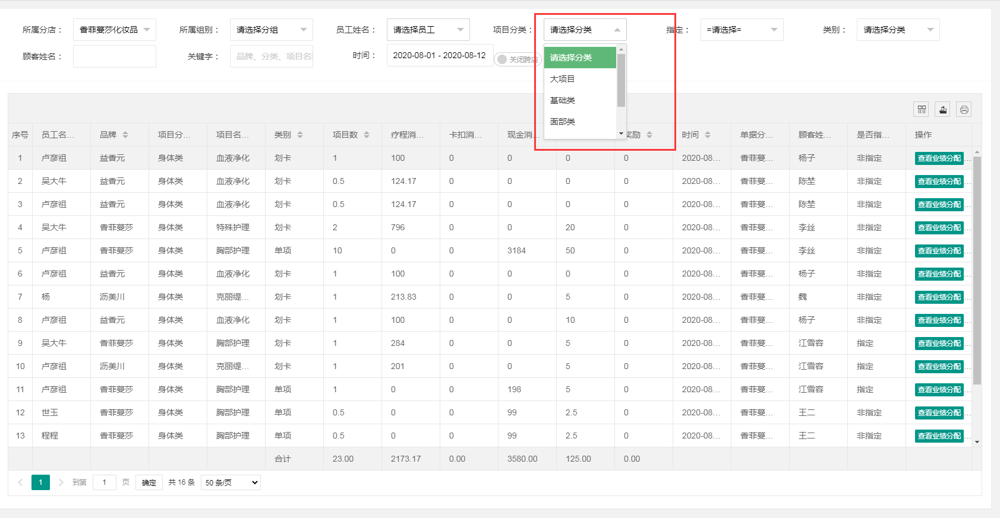 所属分店： 香菲蔓莎化妆品 所属组别： 请选择分组 员工姓名： 请选择员工 项目分类： 请选择分类 指定： =请选择= 类别： 请选择分类
顾客姓名： 关键字： 品牌、分类、项目名 时间： 2020-08-01 - 2020-08-12 关闭跨店
请选择分类
大项目
基础类
面部类
序号 员工名... 品牌 项目分... 项目名... 类别 项目数 疗程消... 卡扣消... 现金消... 奖励 时间 单据分... 顾客姓... 是否指... 操作
1 卢彦祖 益香元 身体类 血液净化 划卡 1 100 0 0 0 0 2020-08... 香菲蔓... 杨子 非指定 查看业绩分配...
2 吴大牛 益香元 身体类 血液净化 划卡 0.5 124.17 0 0 0 0 2020-08... 香菲蔓... 陈埜 非指定 查看业绩分配...
3 卢彦祖 益香元 身体类 血液净化 划卡 0.5 124.17 0 0 0 0 2020-08... 香菲蔓... 陈埜 非指定 查看业绩分配...
4 吴大牛 香菲蔓莎 身体类 特殊护理 划卡 2 796 0 0 20 0 2020-08... 香菲蔓... 李丝 非指定 查看业绩分配...
5 卢彦祖 香菲蔓莎 身体类 胸部护理 单项 10 0 0 3184 50 0 2020-08... 香菲蔓... 李丝 非指定 查看业绩分配...
6 卢彦祖 益香元 身体类 血液净化 划卡 1 100 0 0 0 0 2020-08... 香菲蔓... 杨子 非指定 查看业绩分配...
7 杨 沥美川 身体类 克丽缇... 划卡 1 213.83 0 0 5 0 2020-08... 香菲蔓... 魏 非指定 查看业绩分配...
8 卢彦祖 益香元 身体类 血液净化 划卡 1 100 0 0 10 0 2020-08... 香菲蔓... 杨子 非指定 查看业绩分配...
9 吴大牛 香菲蔓莎 身体类 胸部护理 划卡 1 284 0 0 5 0 2020-08... 香菲蔓... 江雪容 指定 查看业绩分配...
10 卢彦祖 沥美川 身体类 克丽缇... 划卡 1 201 0 0 5 0 2020-08... 香菲蔓... 江雪容 指定 查看业绩分配...
11 卢彦祖 香菲蔓莎 身体类 胸部护理 单项 1 0 0 198 5 0 2020-08... 香菲蔓... 江雪容 指定 查看业绩分配...
12 世玉 香菲蔓莎 身体类 胸部护理 单项 0.5 0 0 99 2.5 0 2020-08... 香菲蔓... 王二 非指定 查看业绩分配...
13 程程 香菲蔓莎 身体类 胸部护理 单项 0.5 0 0 99 2.5 0 2020-08... 香菲蔓... 王二 非指定 查看业绩分配...
合计 23.00 2173.17 0.00 3580.00 125.00 0.00
1 到第 1 页 确定 共 16 条 50 条/页